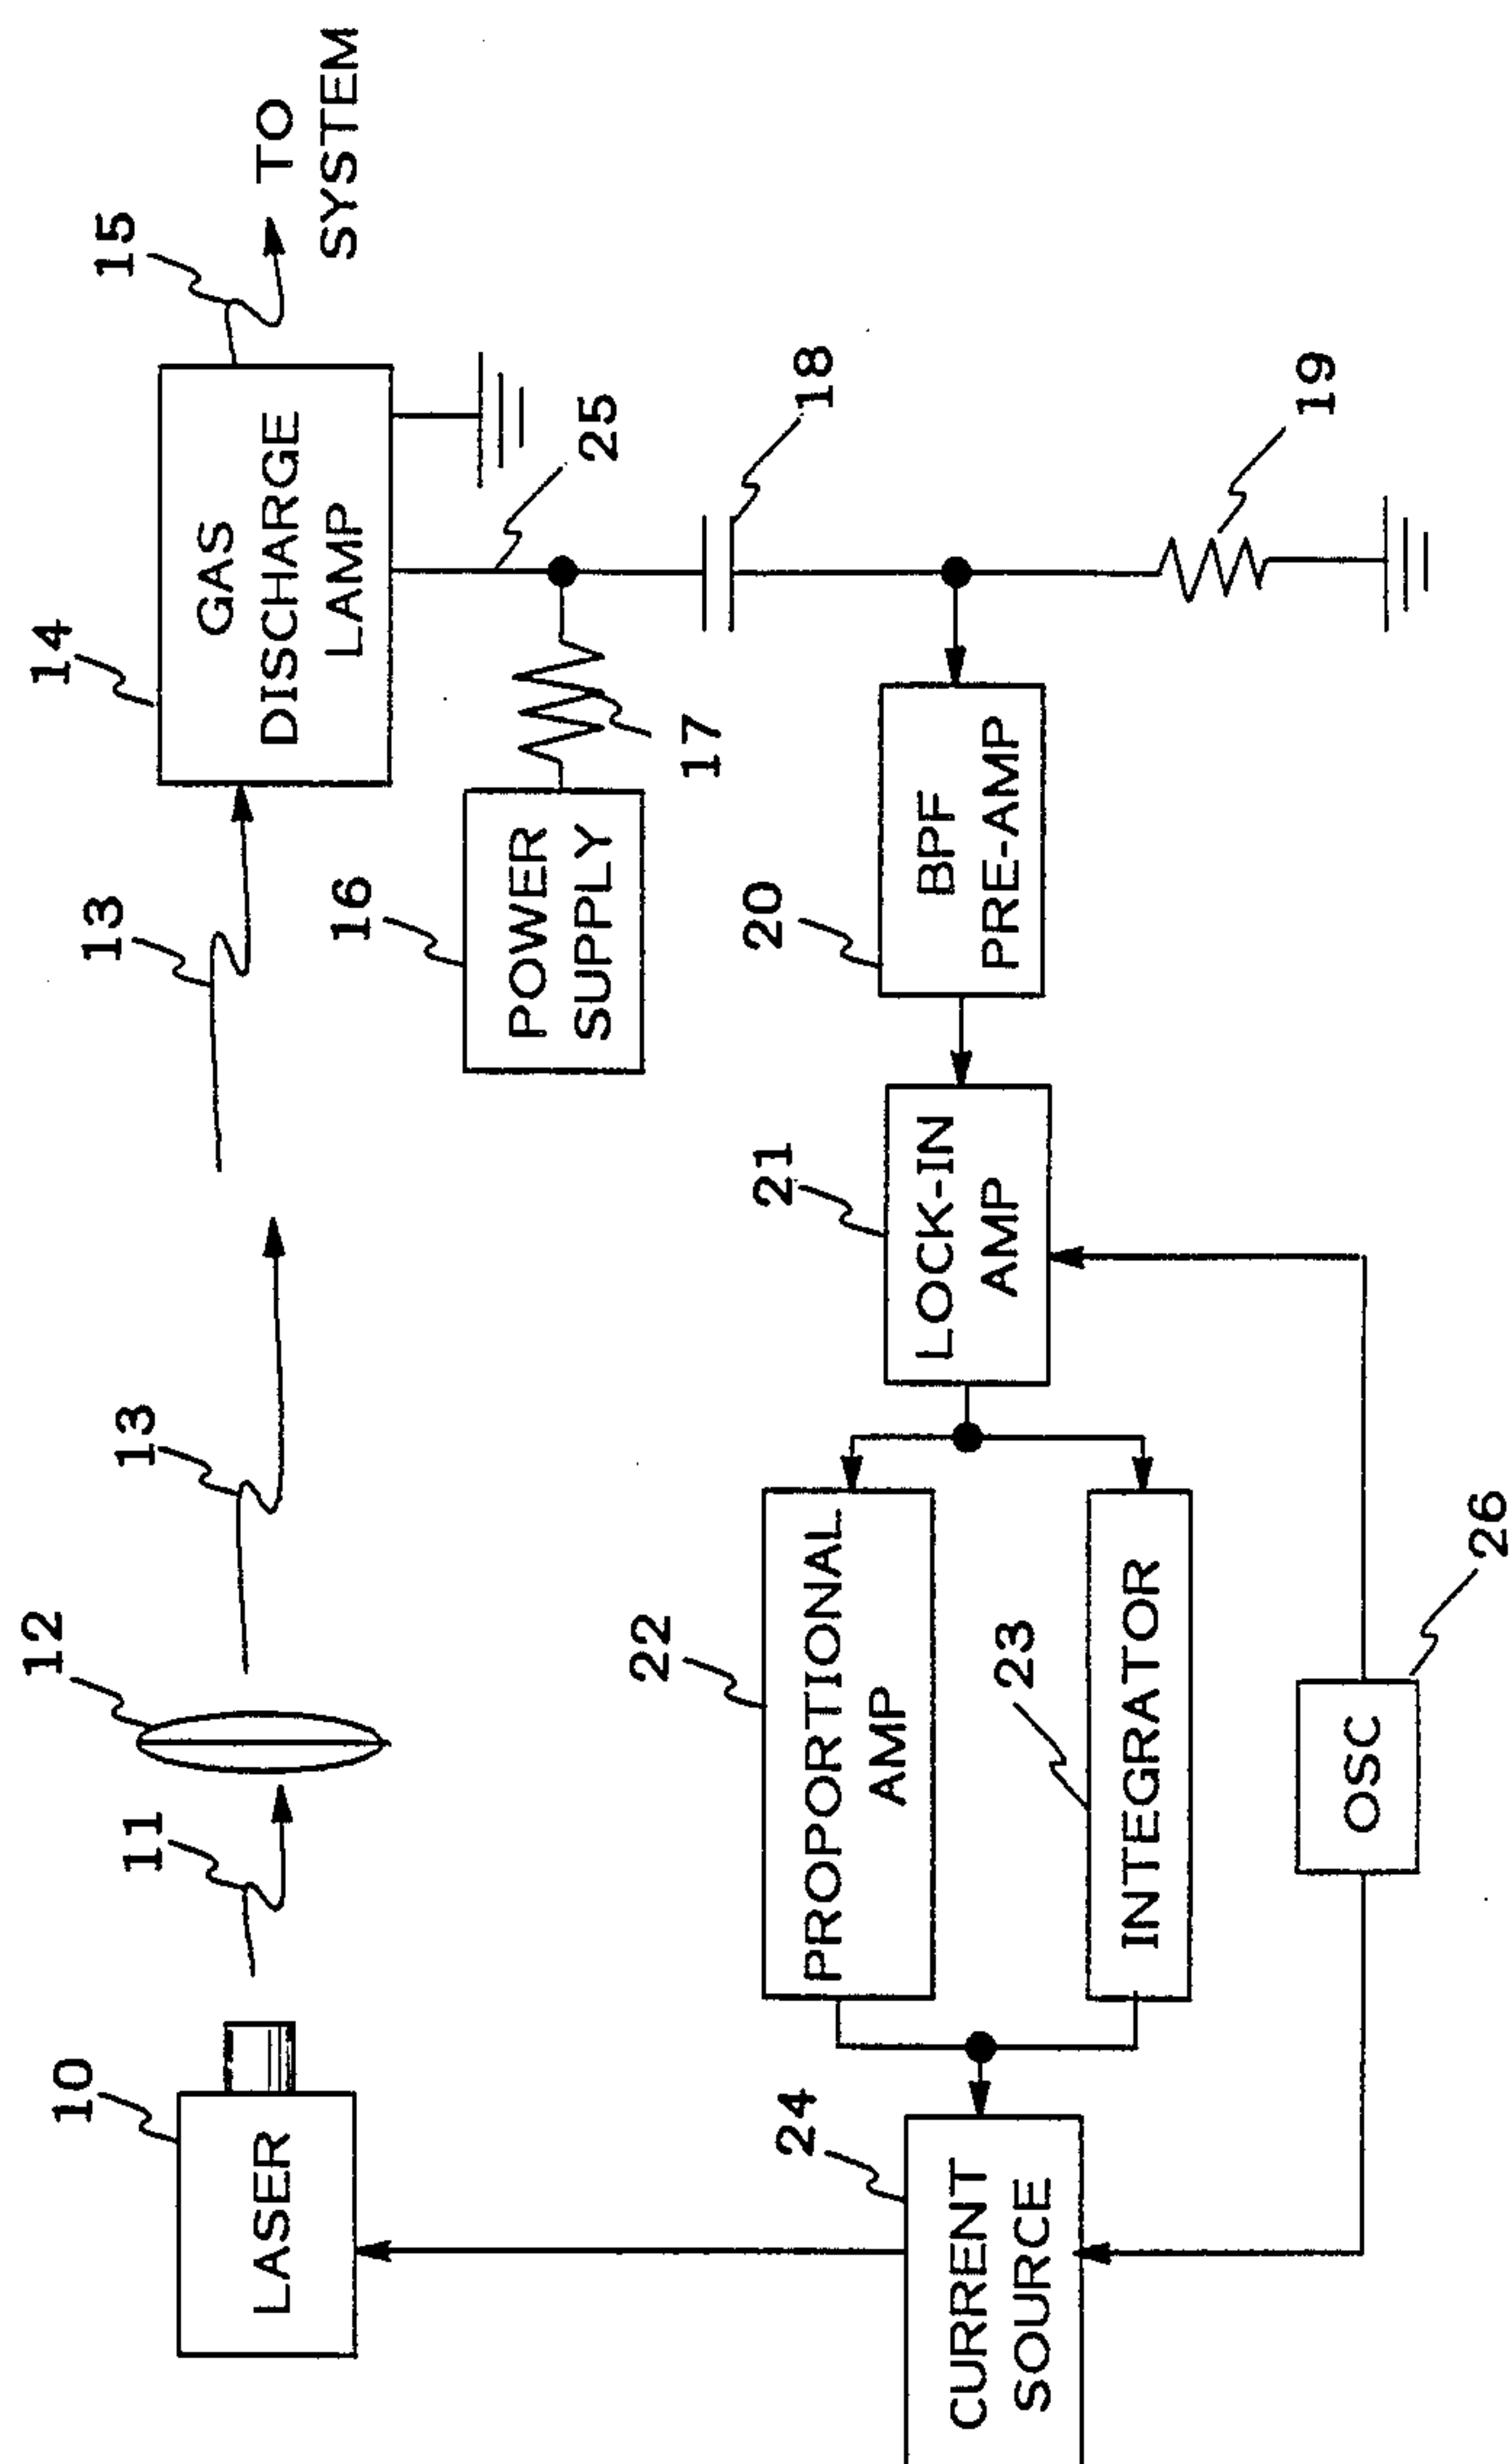 10
LASER
11
12
13
13
14
GAS
DISCHARGE
LAMP
15
TO
SYSTEM
16
POWER
SUPPLY
17
25
18
19
20
BPF
PRE-AMP
21
LOCK-IN
AMP
22
PROPORTIONAL
AMP
23
INTEGRATOR
24
CURRENT
SOURCE
OSC
26